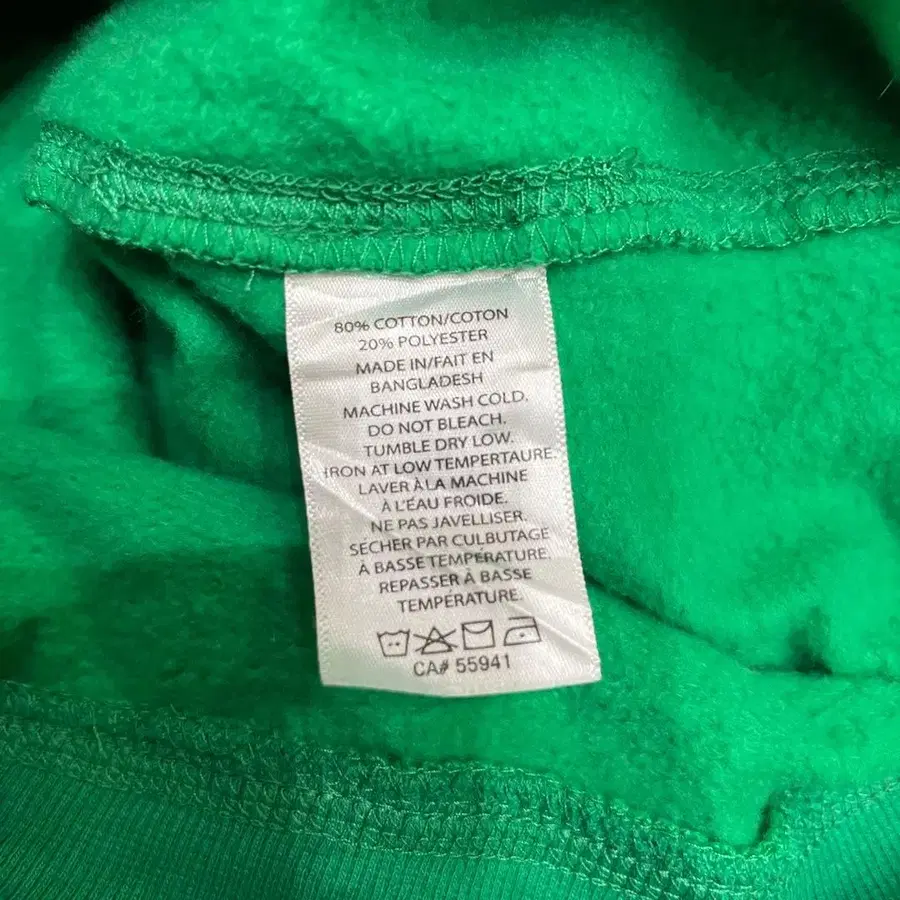 80% COTTON/COTON
20% POLYESTER
MADE IN/FAIT EN
BANGLADESH
MACHINE WASH COLD.
DO NOT BLEACH.
TUMBLE DRY LOW.
IRON AT LOW TEMPERTAURE.
LAVER À LA MACHINE
À L'ÉAU FROIDE.
NE PAS JAVELLISER.
SÉCHER PAR CULBUTAGE
À BASSE TEMPÉRATURE.
REPASSER À BASSE
TEMPÉRATURE.
CA# 55941